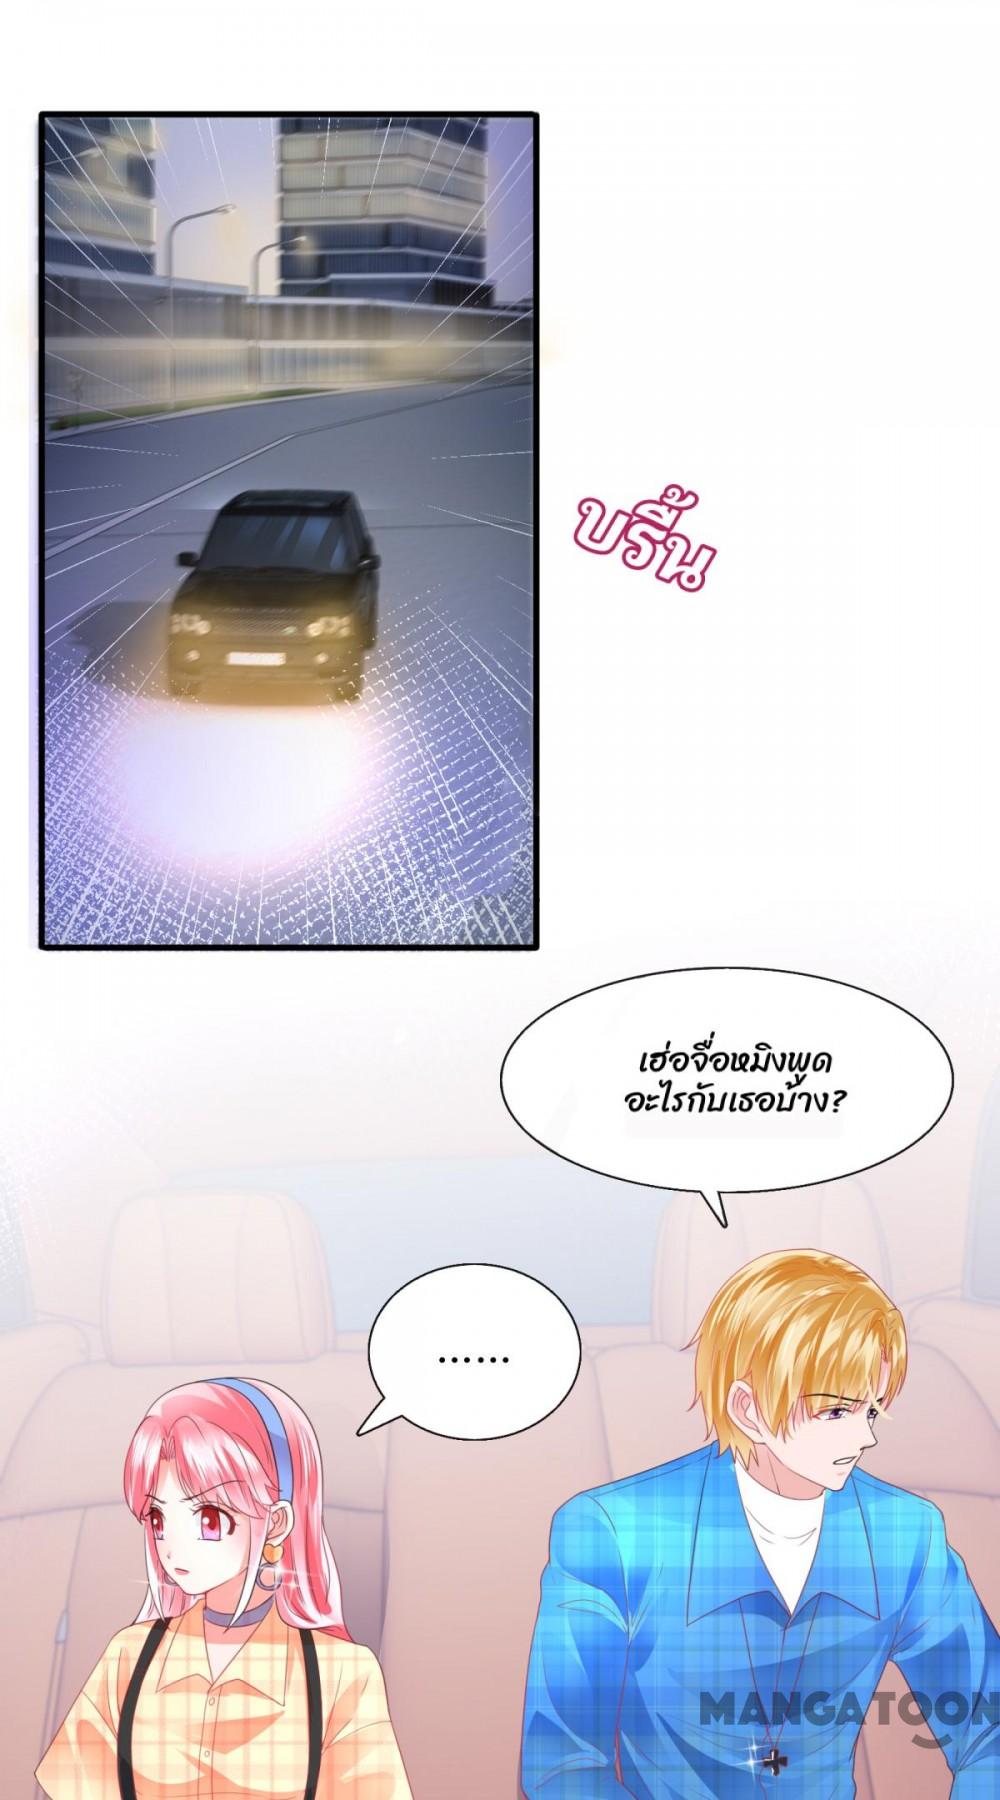 บรื้น
เฮ่อจื่อหมิงพูด
อะไรกับเธอบ้าง?
......
MANGATOON